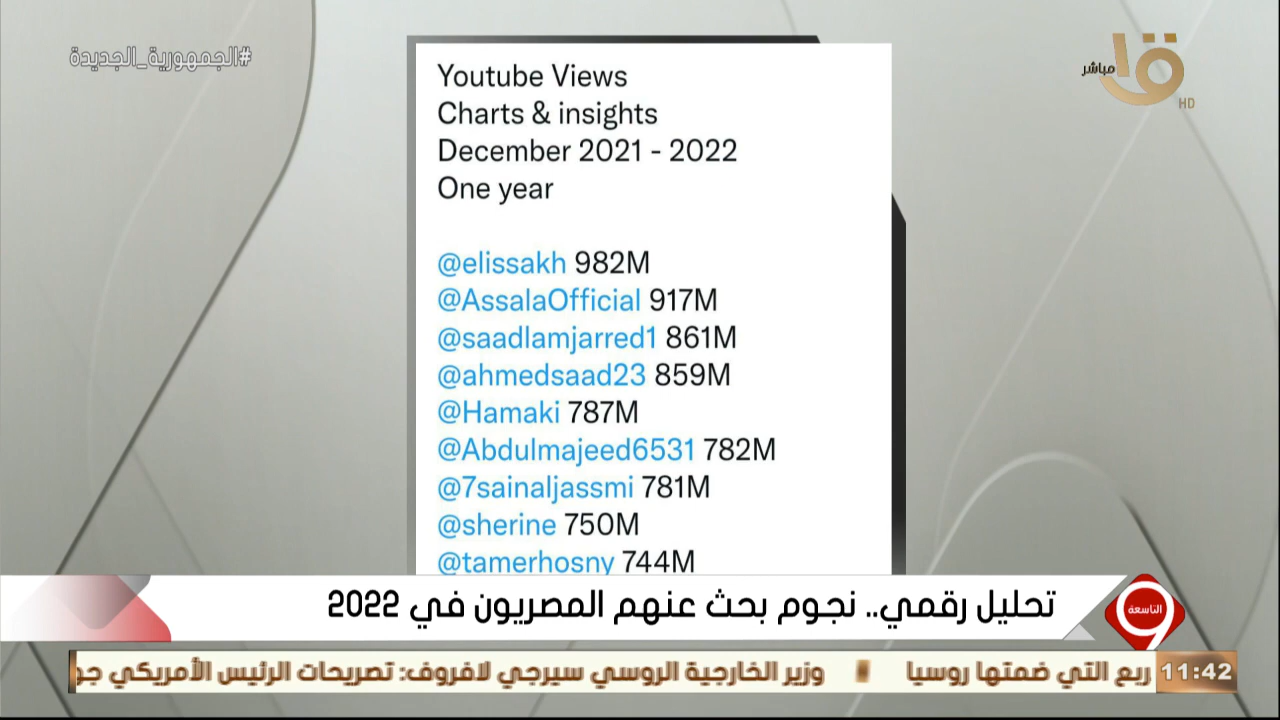 #الجمهورية_الجديدة
مباشر
HD
Youtube Views
Charts & insights
December 2021 - 2022
One year
@elissakh 982M
@AssalaOfficial 917M
@saadlamjarred1 861M
@ahmedsaad23 859M
@Hamaki 787M
@Abdulmajeed6531 782M
@7sainaljassmi 781M
@sherine 750M
@tamerhosny 744M
تحليل رقمي.. نجوم بحث عنهم المصريون في 2022
التاسعة
9
11:42
ربع التي ضمتها روسيا
وزير الخارجية الروسي سيرجي لافروف: تصريحات الرئيس الأمريكي جو